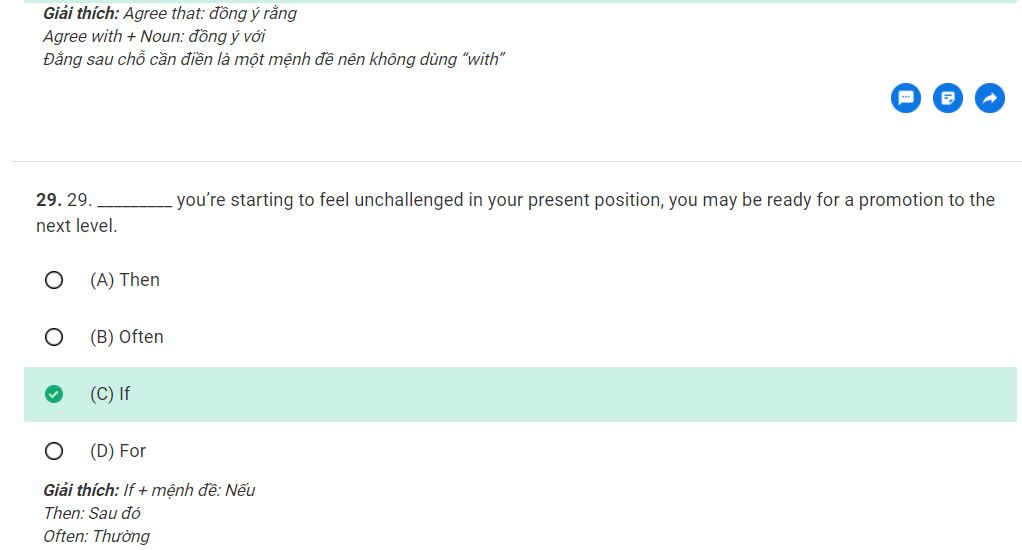 Giải thích: Agree that: đồng ý rằng
Agree with + Noun: đồng ý với
Đằng sau chỗ cần điền là một mệnh đề nên không dùng “with”
29. 29. _________ you’re starting to feel unchallenged in your present position, you may be ready for a promotion to the
next level.
(A) Then
(B) Often
(C) If
(D) For
Giải thích: If + mệnh đề: Nếu
Then: Sau đó
Often: Thường